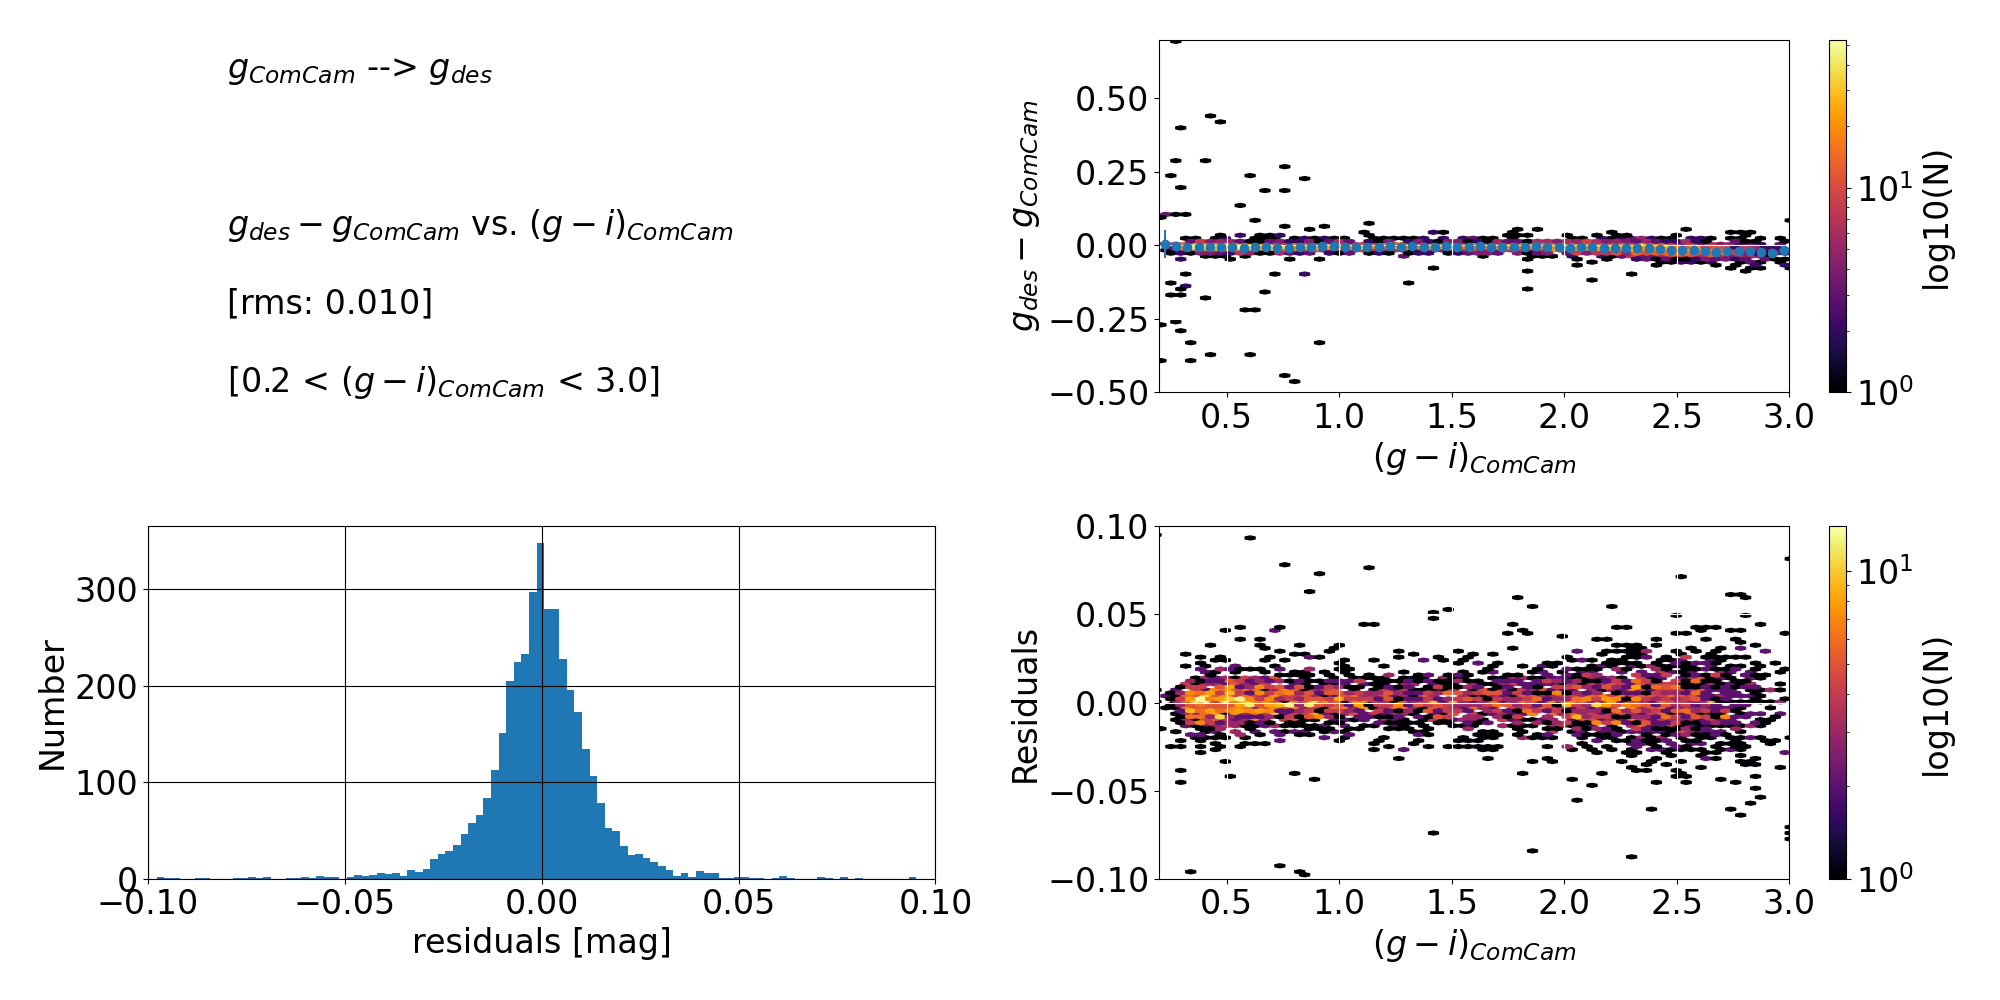 g_ComCam --> g_des
g_des − g_ComCam vs. (g − i)_ComCam
[rms: 0.010]
[0.2 < (g − i)_ComCam < 3.0]
g_des − g_ComCam
0.50
0.25
0.00
−0.25
−0.50
0.5 1.0 1.5 2.0 2.5 3.0
(g − i)_ComCam
10^1
10^0
log10(N)
Number
300
200
100
0
−0.10 −0.05 0.00 0.05 0.10
residuals [mag]
Residuals
0.10
0.05
0.00
−0.05
−0.10
0.5 1.0 1.5 2.0 2.5 3.0
(g − i)_ComCam
10^1
10^0
log10(N)